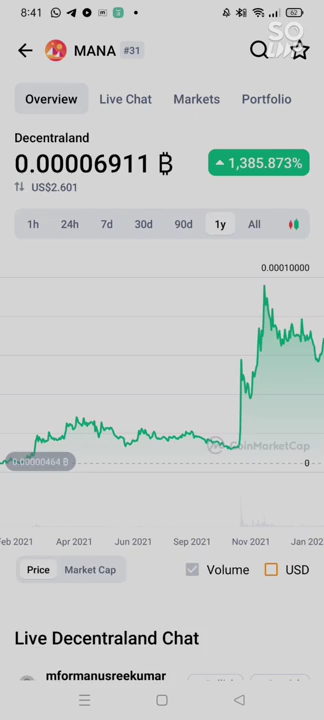 8:41
62
SO
MANA #31
Overview Live Chat Markets Portfolio
Decentraland
0.00006911 ₿
1,385.873%
US$2.601
1h 24h 7d 30d 90d 1y All
0.00010000
CoinMarketCap
0.00000464 ₿
0
Feb 2021 Apr 2021 Jun 2021 Sep 2021 Nov 2021 Jan 202
Price Market Cap Volume USD
Live Decentraland Chat
mformanusreekumar